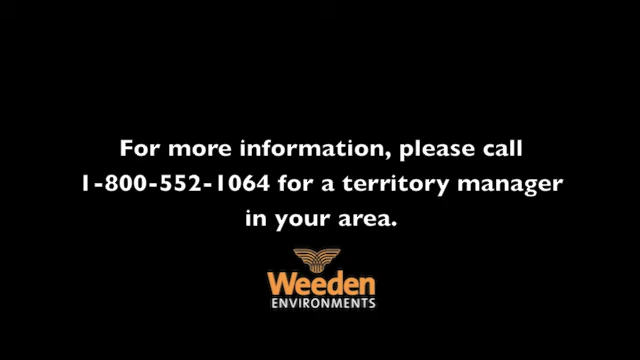 For more information, please call
1-800-552-1064 for a territory manager
in your area.
Weeden
ENVIRONMENTS